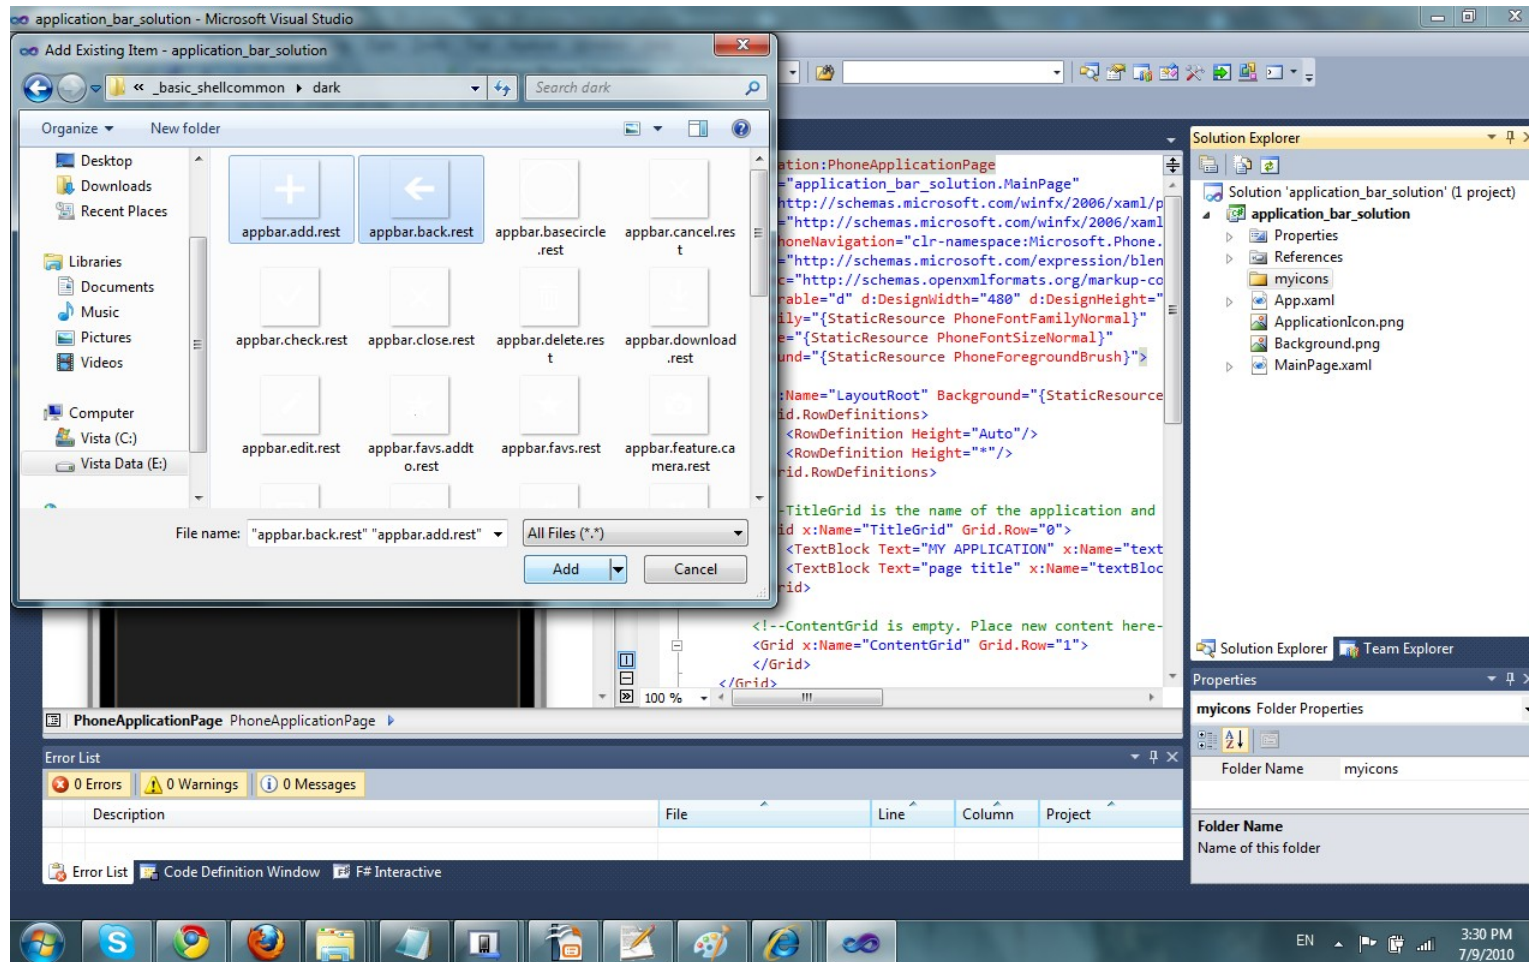 application_bar_solution - Microsoft Visual Studio
Add Existing Item - application_bar_solution
« _basic_shellcommon ▸ dark
Search dark
Organize
New folder
Desktop
Downloads
Recent Places
Libraries
Documents
Music
Pictures
Videos
Computer
Vista (C:)
Vista Data (E:)
appbar.add.rest
appbar.back.rest
appbar.basecircle
.rest
appbar.cancel.res
t
appbar.check.rest
appbar.close.rest
appbar.delete.res
t
appbar.download
.rest
appbar.edit.rest
appbar.favs.addt
o.rest
appbar.favs.rest
appbar.feature.ca
mera.rest
File name:
"appbar.back.rest" "appbar.add.rest"
All Files (*.*)
Add
Cancel
ation:PhoneApplicationPage
="application_bar_solution.MainPage"
http://schemas.microsoft.com/winfx/2006/xaml/p
="http://schemas.microsoft.com/winfx/2006/xaml
honeNavigation="clr-namespace:Microsoft.Phone.
="http://schemas.microsoft.com/expression/blen
c="http://schemas.openxmlformats.org/markup-co
rable="d" d:DesignWidth="480" d:DesignHeight="
ily="{StaticResource PhoneFontFamilyNormal}"
e="{StaticResource PhoneFontSizeNormal}"
und="{StaticResource PhoneForegroundBrush}">
:Name="LayoutRoot" Background="{StaticResource
id.RowDefinitions>
<RowDefinition Height="Auto"/>
<RowDefinition Height="*"/>
rid.RowDefinitions>
-TitleGrid is the name of the application and
id x:Name="TitleGrid" Grid.Row="0">
<TextBlock Text="MY APPLICATION" x:Name="text
<TextBlock Text="page title" x:Name="textBloc
rid>
<!--ContentGrid is empty. Place new content here-
<Grid x:Name="ContentGrid" Grid.Row="1">
</Grid>
</Grid>
100 %
PhoneApplicationPage PhoneApplicationPage
Solution Explorer
Solution 'application_bar_solution' (1 project)
application_bar_solution
Properties
References
myicons
App.xaml
ApplicationIcon.png
Background.png
MainPage.xaml
Solution Explorer
Team Explorer
Properties
myicons Folder Properties
Folder Name
myicons
Folder Name
Name of this folder
Error List
0 Errors
0 Warnings
0 Messages
Description
File
Line
Column
Project
Error List
Code Definition Window
F# Interactive
EN
3:30 PM
7/9/2010